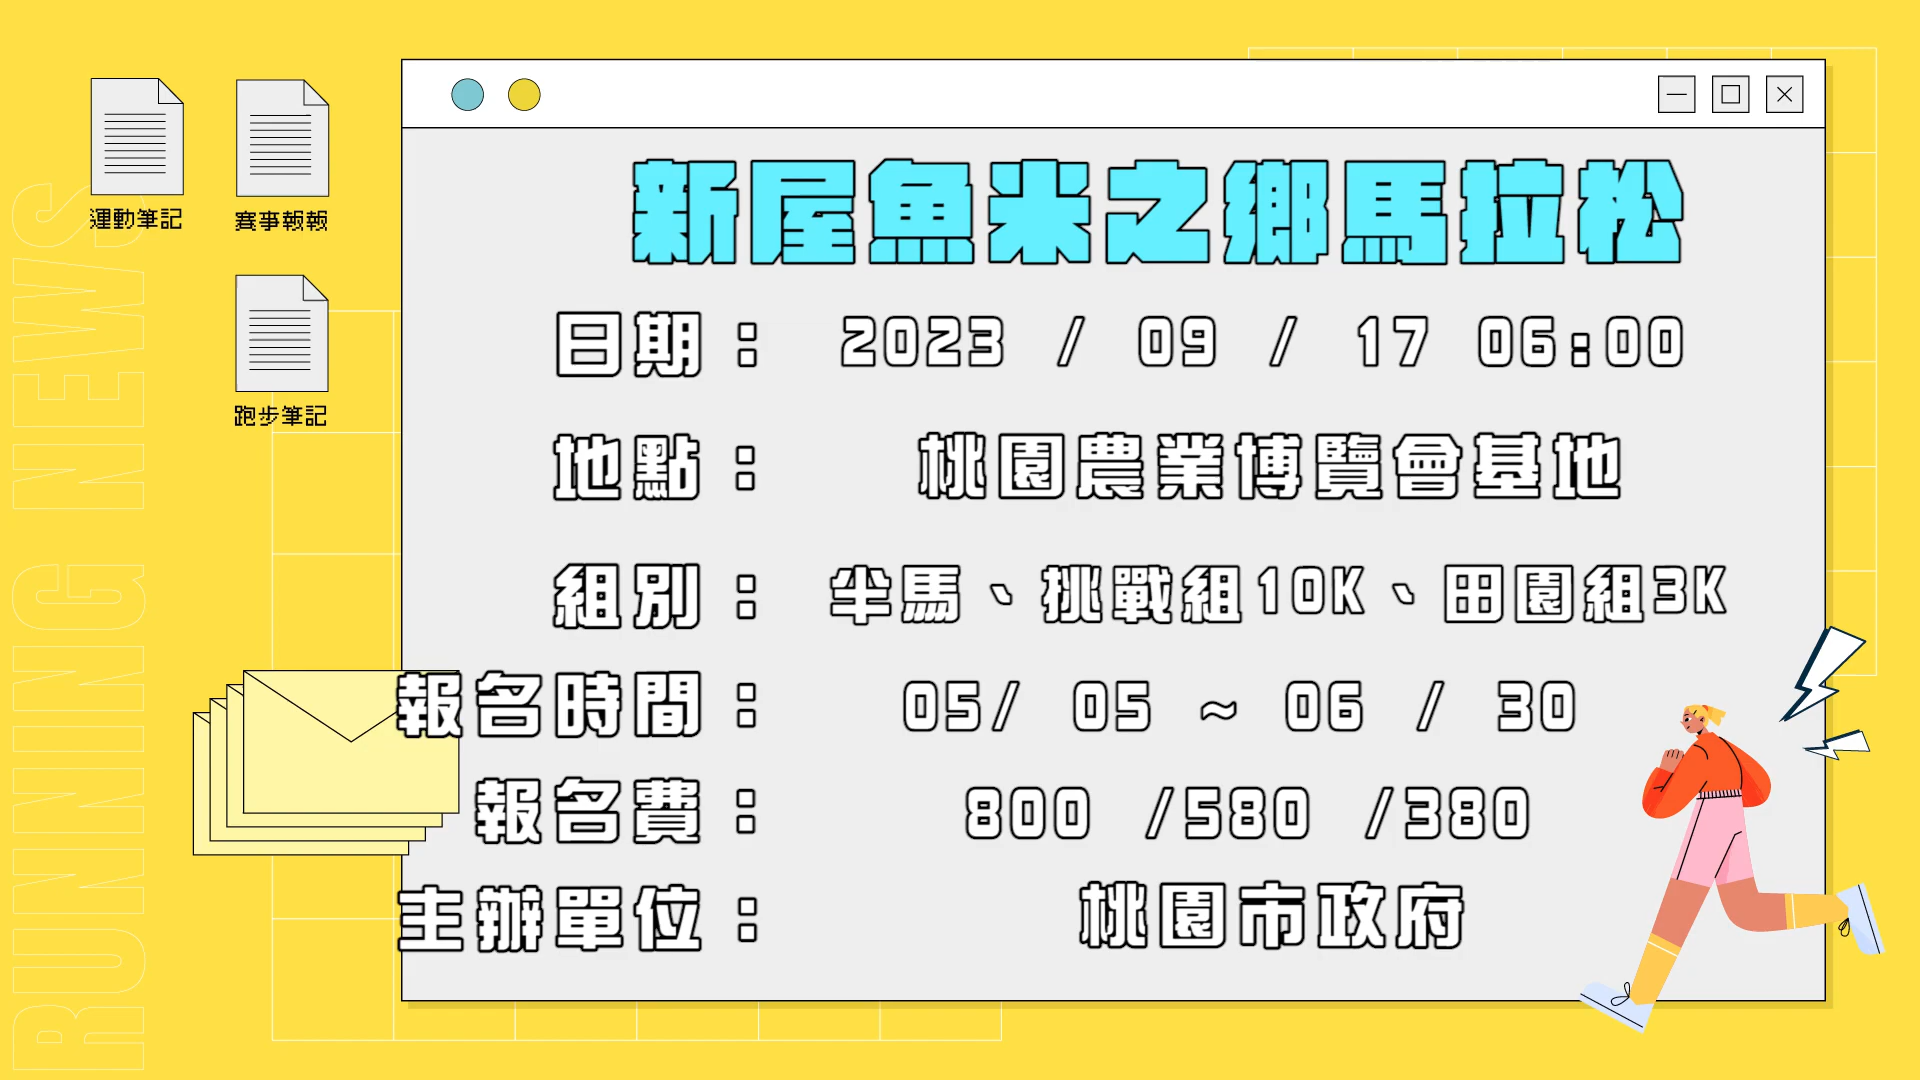 RUNNING NEWS
運動筆記
賽事報報
跑步筆記
新屋魚米之鄉馬拉松
日期： 2023 / 09 / 17 06:00
地點： 桃園農業博覽會基地
組別： 半馬、挑戰組10K、田園組3K
報名時間： 05/ 05 ~ 06 / 30
報名費： 800 /580 /380
主辦單位： 桃園市政府